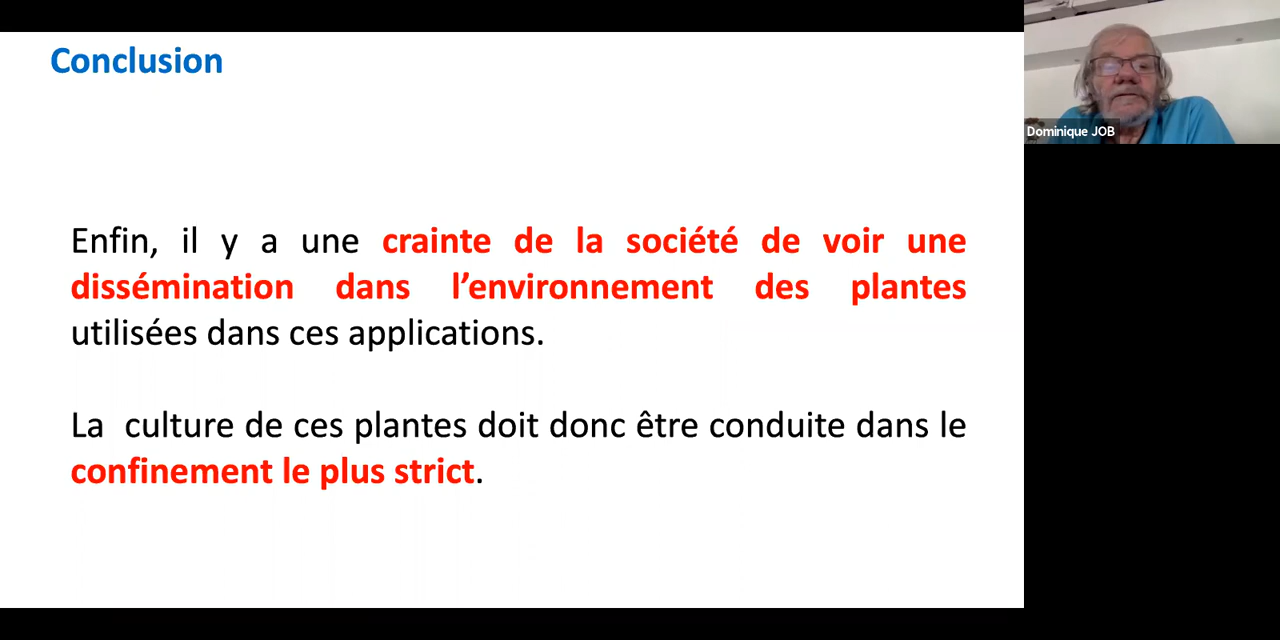 Conclusion
Enfin, il y a une crainte de la société de voir une
dissémination dans l’environnement des plantes
utilisées dans ces applications.
La culture de ces plantes doit donc être conduite dans le
confinement le plus strict.
Dominique JOB